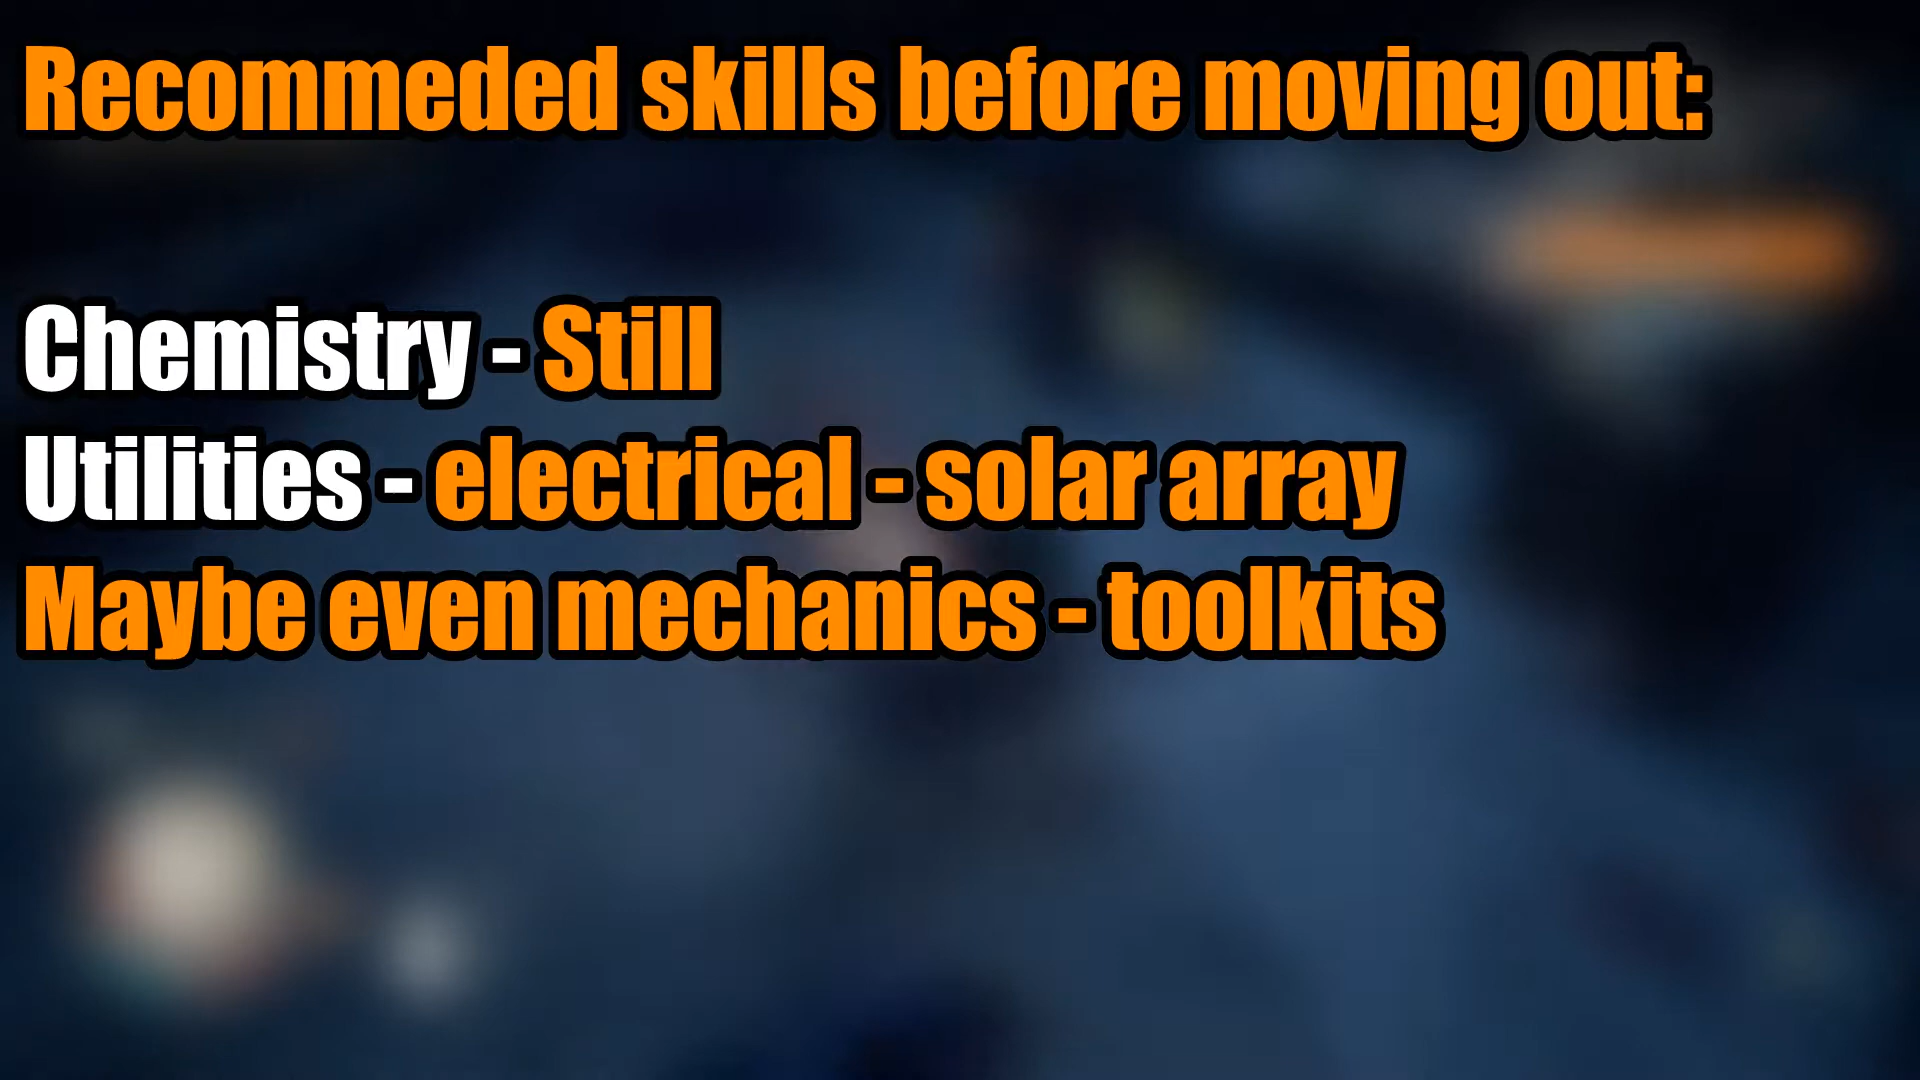 Recommeded skills before moving out:
Chemistry - Still
Utilities - electrical - solar array
Maybe even mechanics - toolkits